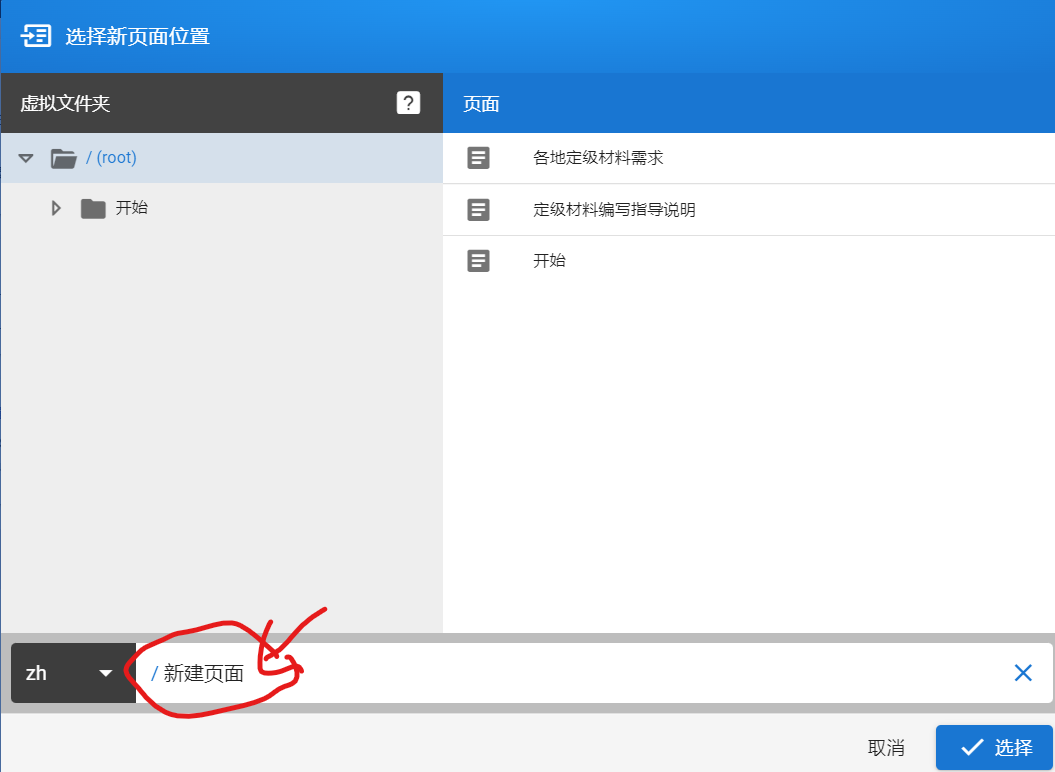 选择新页面位置
虚拟文件夹
?
页面
/ (root)
开始
各地定级材料需求
定级材料编写指导说明
开始
zh
/ 新建页面
取消
选择